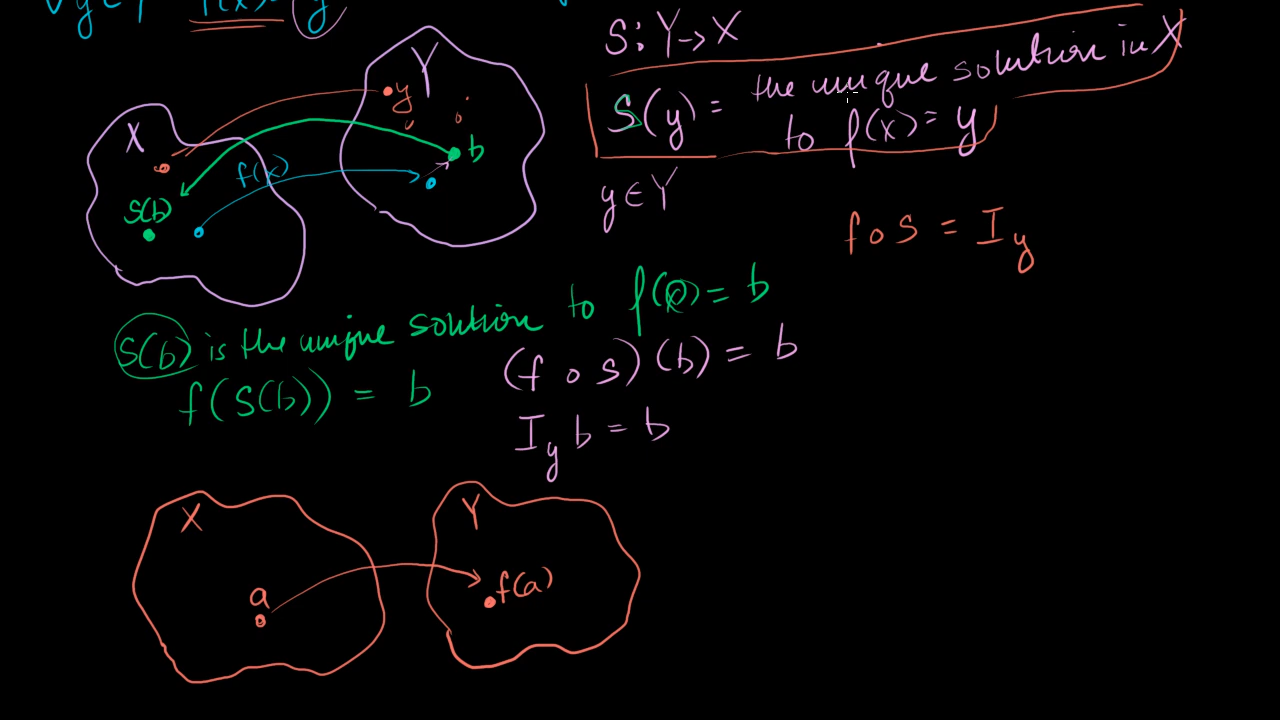 ∀y∈Y f(x)=y
S: Y→X
S(y) = the unique solution in X
to f(x) = y
y ∈ Y
X
Y
y
b
f(x)
S(b)
f o S = I_y
S(b) is the unique solution to f(x) = b
f(S(b)) = b
(f o s)(b) = b
I_y b = b
X
Y
a
f(a)